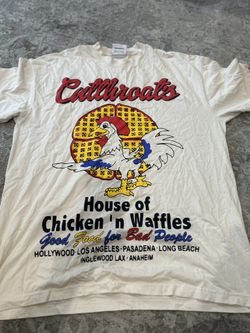 Cutthroats
House of
Chicken 'n Waffles
Good Food for Bad People
HOLLYWOOD LOS ANGELES · PASADENA · LONG BEACH
INGLEWOOD LAX · ANAHEIM